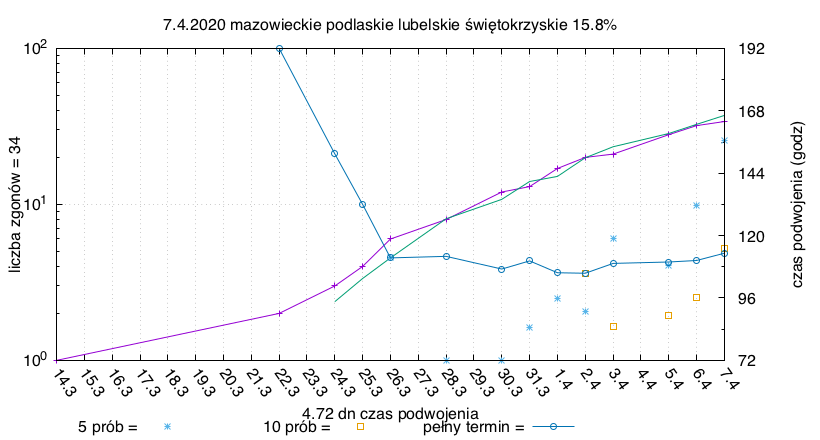 7.4.2020 mazowieckie podlaskie lubelskie świętokrzyskie 15.8%
liczba zgonów = 34
10^2
10^1
10^0
192
168
144
120
96
72
czas podwojenia (godz)
14.3 15.3 16.3 17.3 18.3 19.3 20.3 21.3 22.3 23.3 24.3 25.3 26.3 27.3 28.3 29.3 30.3 31.3 1.4 2.4 3.4 4.4 5.4 6.4 7.4
4.72 dn czas podwojenia
5 prób = 10 prób = pełny termin =